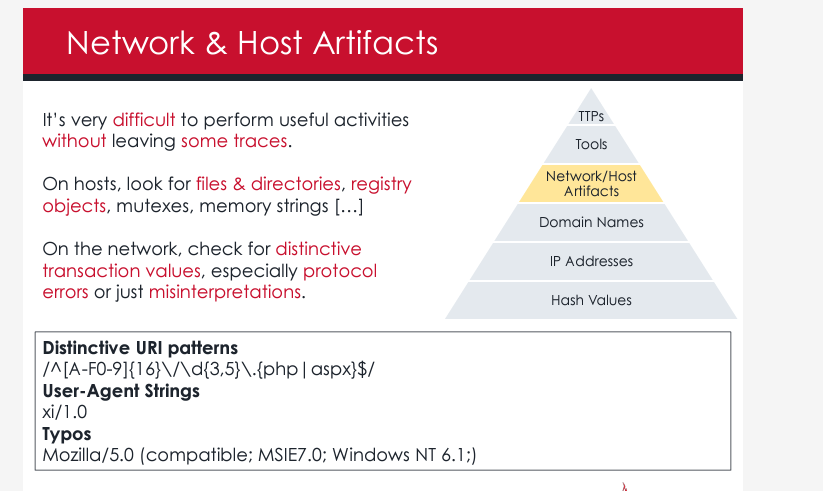 Network & Host Artifacts
It's very difficult to perform useful activities
without leaving some traces.
On hosts, look for files & directories, registry
objects, mutexes, memory strings [...]
On the network, check for distinctive
transaction values, especially protocol
errors or just misinterpretations.
TTPs
Tools
Network/Host
Artifacts
Domain Names
IP Addresses
Hash Values
Distinctive URI patterns
/^[A-F0-9]{16}\/\d{3,5}\.{php|aspx}$/
User-Agent Strings
xi/1.0
Typos
Mozilla/5.0 (compatible; MSIE7.0; Windows NT 6.1;)